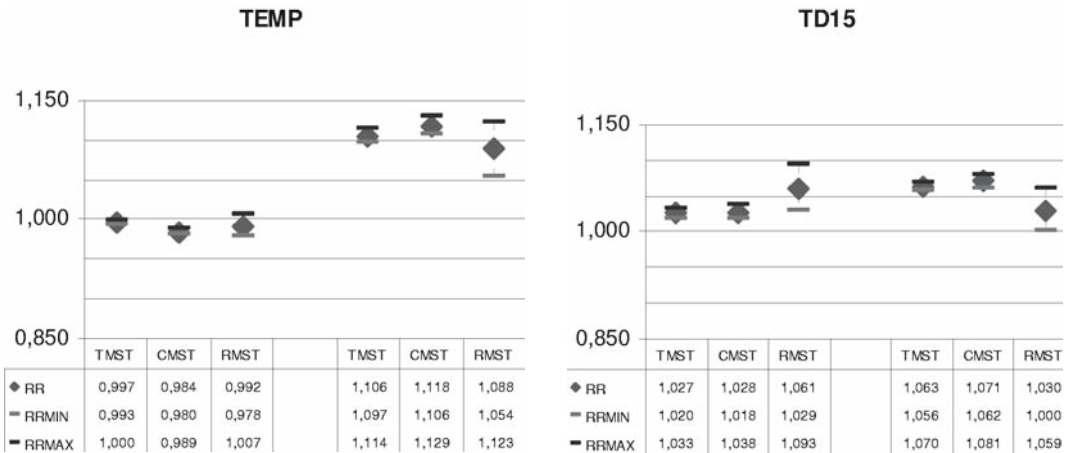 TEMP
1,150
1,000
0,850
TMST CMST RMST TMST CMST RMST
RR 0,997 0,984 0,992 1,106 1,118 1,088
RRMIN 0,993 0,980 0,978 1,097 1,106 1,054
RRMAX 1,000 0,989 1,007 1,114 1,129 1,123
TD15
1,150
1,000
0,850
TMST CMST RMST TMST CMST RMST
RR 1,027 1,028 1,061 1,063 1,071 1,030
RRMIN 1,020 1,018 1,029 1,056 1,062 1,000
RRMAX 1,033 1,038 1,093 1,070 1,081 1,059